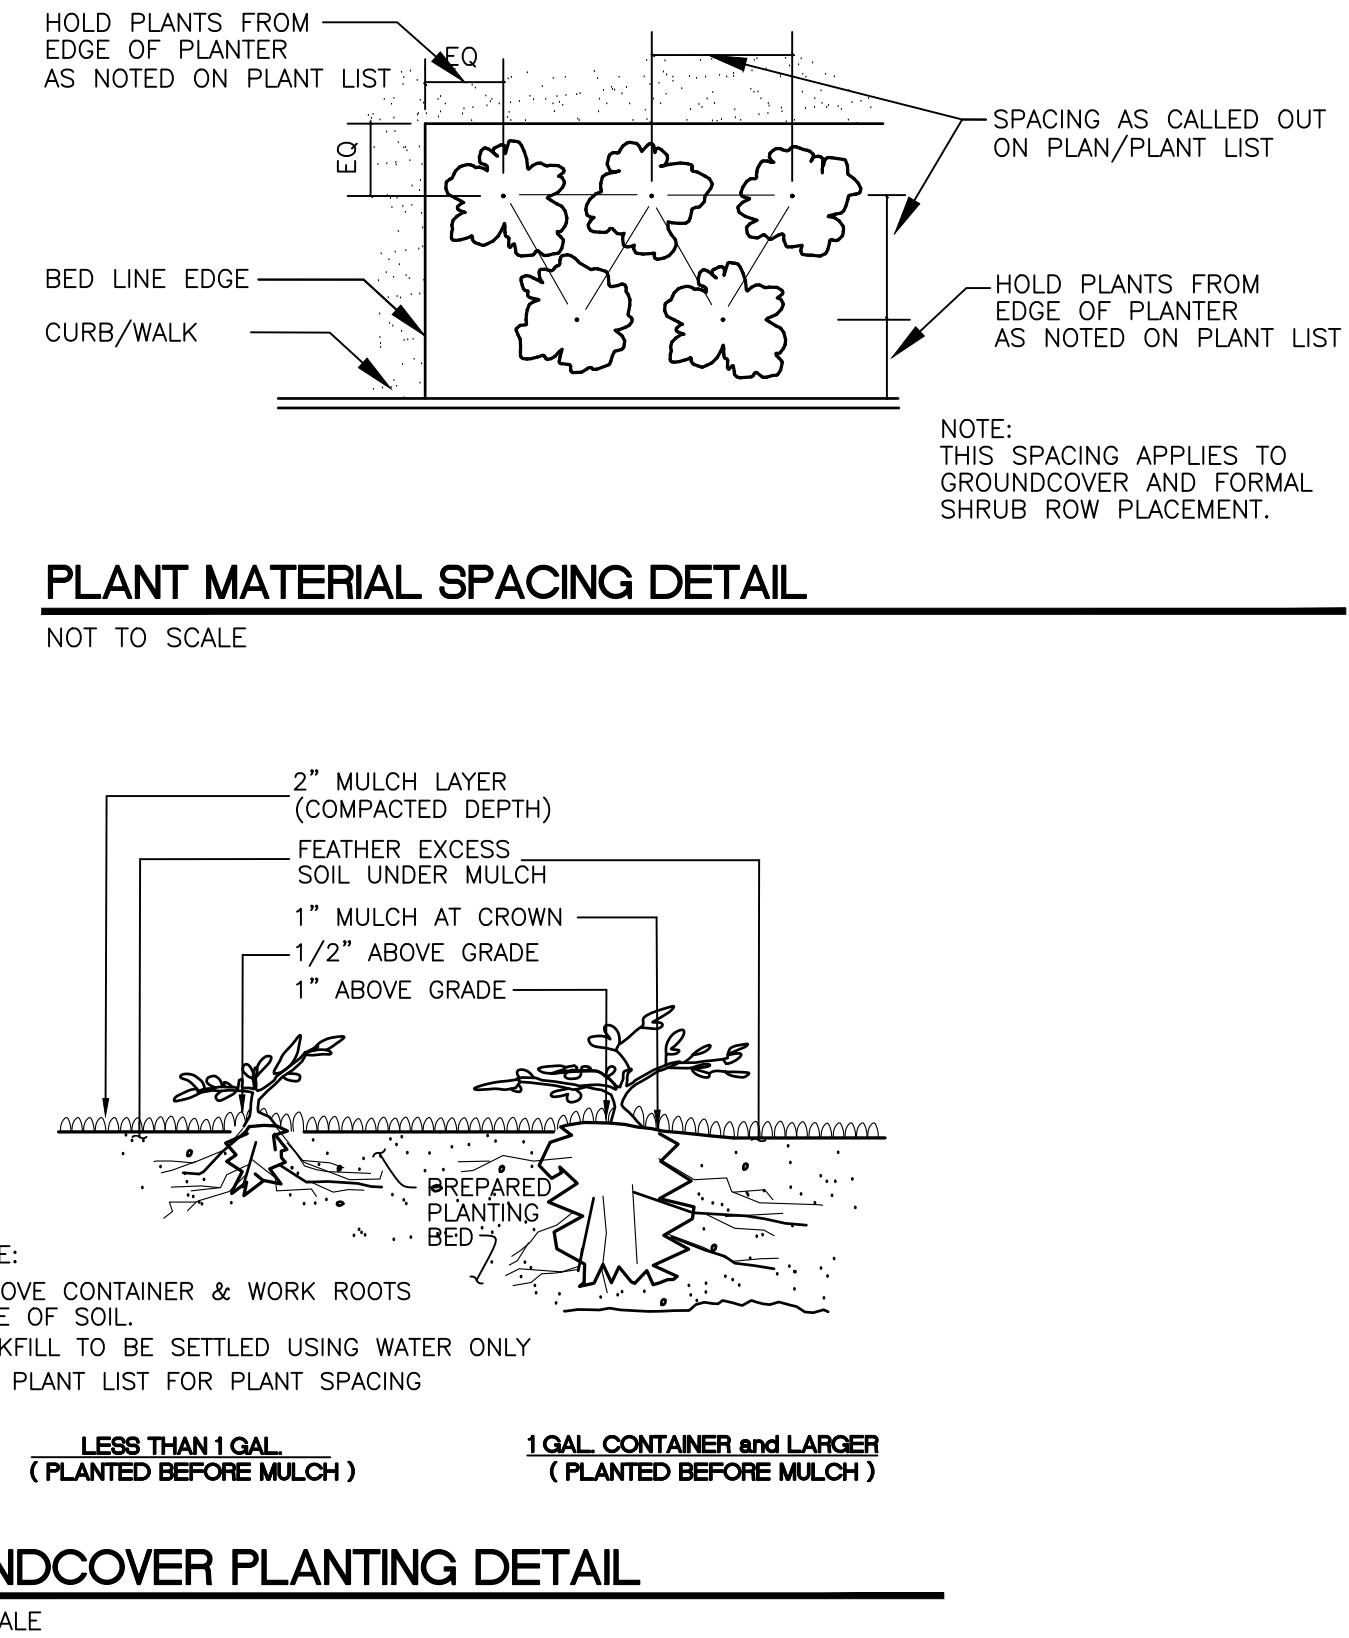 HOLD PLANTS FROM
EDGE OF PLANTER
AS NOTED ON PLANT LIST
EQ
EQ
SPACING AS CALLED OUT
ON PLAN/PLANT LIST
BED LINE EDGE
CURB/WALK
HOLD PLANTS FROM
EDGE OF PLANTER
AS NOTED ON PLANT LIST
NOTE:
THIS SPACING APPLIES TO
GROUNDCOVER AND FORMAL
SHRUB ROW PLACEMENT.
PLANT MATERIAL SPACING DETAIL
NOT TO SCALE
2" MULCH LAYER
(COMPACTED DEPTH)
FEATHER EXCESS
SOIL UNDER MULCH
1" MULCH AT CROWN
1/2" ABOVE GRADE
1" ABOVE GRADE
PREPARED
PLANTING
BED
E:
OVE CONTAINER & WORK ROOTS
E OF SOIL.
KFILL TO BE SETTLED USING WATER ONLY
PLANT LIST FOR PLANT SPACING
LESS THAN 1 GAL.
( PLANTED BEFORE MULCH )
1 GAL. CONTAINER and LARGER
( PLANTED BEFORE MULCH )
NDCOVER PLANTING DETAIL
ALE